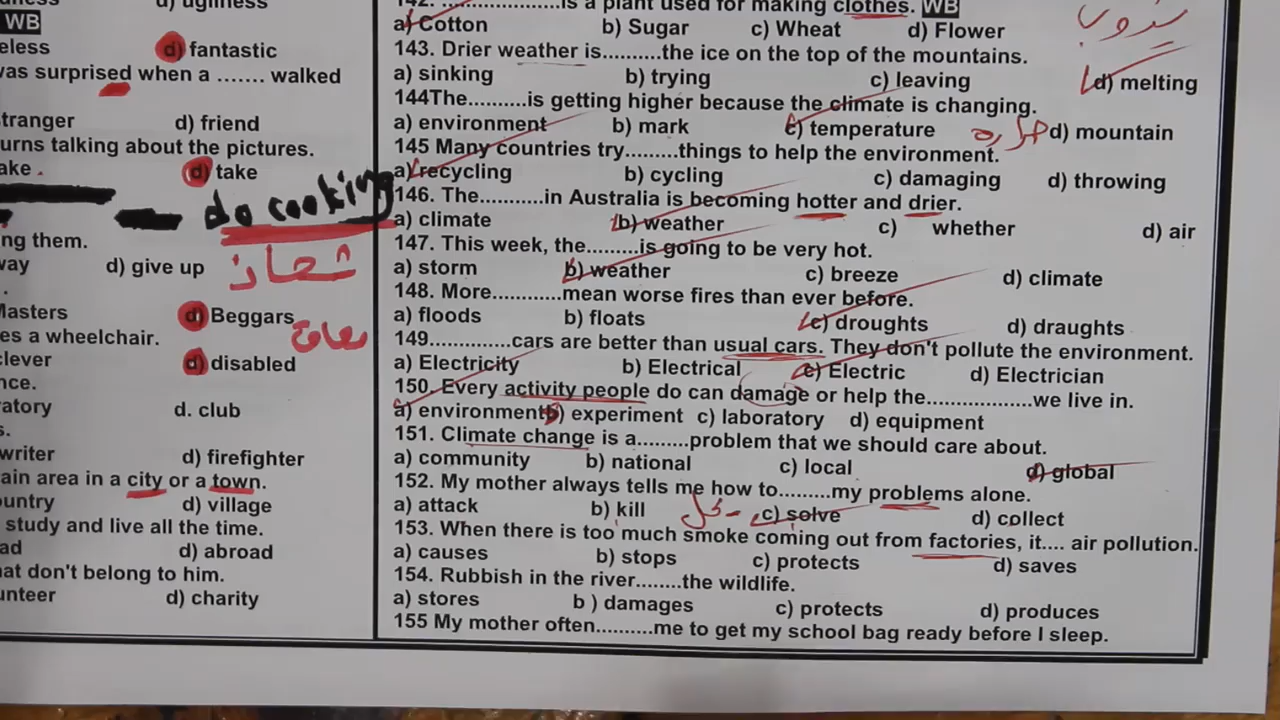 d) ugliness
WB
eless d) fantastic
was surprised when a ....... walked
tranger d) friend
urns talking about the pictures.
ake . d) take
do cooking
ng them.
way d) give up
شحاذ
Masters d) Beggars
es a wheelchair.
معاق
clever d) disabled
nce.
ratory d. club
s.
writer d) firefighter
ain area in a city or a town.
ountry d) village
study and live all the time.
ad d) abroad
hat don't belong to him.
unteer d) charity
142. ....................is a plant used for making clothes. WB
a) Cotton b) Sugar c) Wheat d) Flower
143. Drier weather is..........the ice on the top of the mountains.
a) sinking b) trying c) leaving d) melting
144The..........is getting higher because the climate is changing.
a) environment b) mark c) temperature d) mountain
145 Many countries try.........things to help the environment.
a) recycling b) cycling c) damaging d) throwing
146. The...........in Australia is becoming hotter and drier.
a) climate b) weather c) whether d) air
147. This week, the.........is going to be very hot.
a) storm b) weather c) breeze d) climate
148. More............mean worse fires than ever before.
a) floods b) floats c) droughts d) draughts
149..............cars are better than usual cars. They don't pollute the environment.
a) Electricity b) Electrical c) Electric d) Electrician
150. Every activity people do can damage or help the..................we live in.
a) environment b) experiment c) laboratory d) equipment
151. Climate change is a.........problem that we should care about.
a) community b) national c) local d) global
152. My mother always tells me how to.........my problems alone.
a) attack b) kill c) solve d) collect
153. When there is too much smoke coming out from factories, it.... air pollution.
a) causes b) stops c) protects d) saves
154. Rubbish in the river........the wildlife.
a) stores b ) damages c) protects d) produces
155 My mother often..........me to get my school bag ready before I sleep.